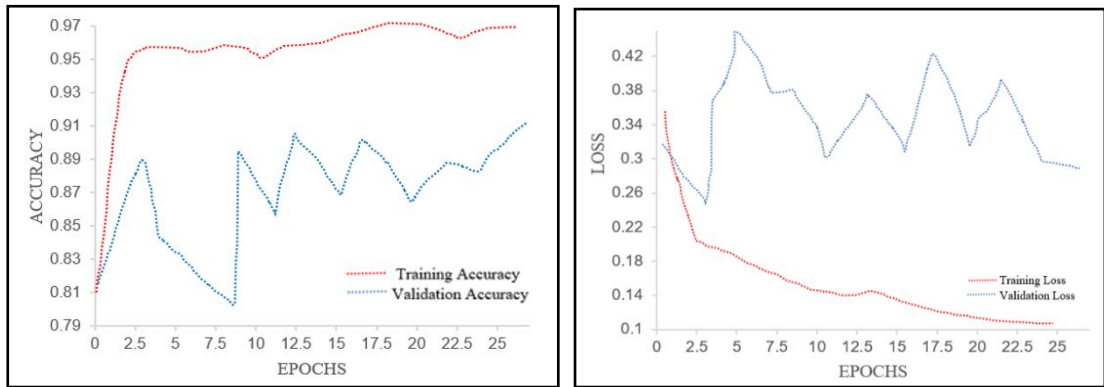 0.97
0.95
0.93
0.91
0.89
0.87
0.85
0.83
0.81
0.79
ACCURACY
Training Accuracy
Validation Accuracy
0 2.5 5 7.5 10 12.5 15 17.5 20 22.5 25
EPOCHS
0.42
0.38
0.34
0.3
0.26
0.22
0.18
0.14
0.1
LOSS
Training Loss
Validation Loss
0 2.5 5 7.5 10 12.5 15 17.5 20 22.5 25
EPOCHS